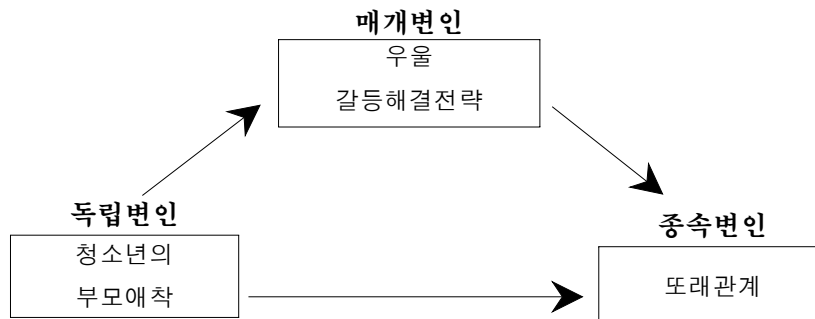 매개변인
우울
갈등해결전략
독립변인
청소년의
부모애착
종속변인
또래관계